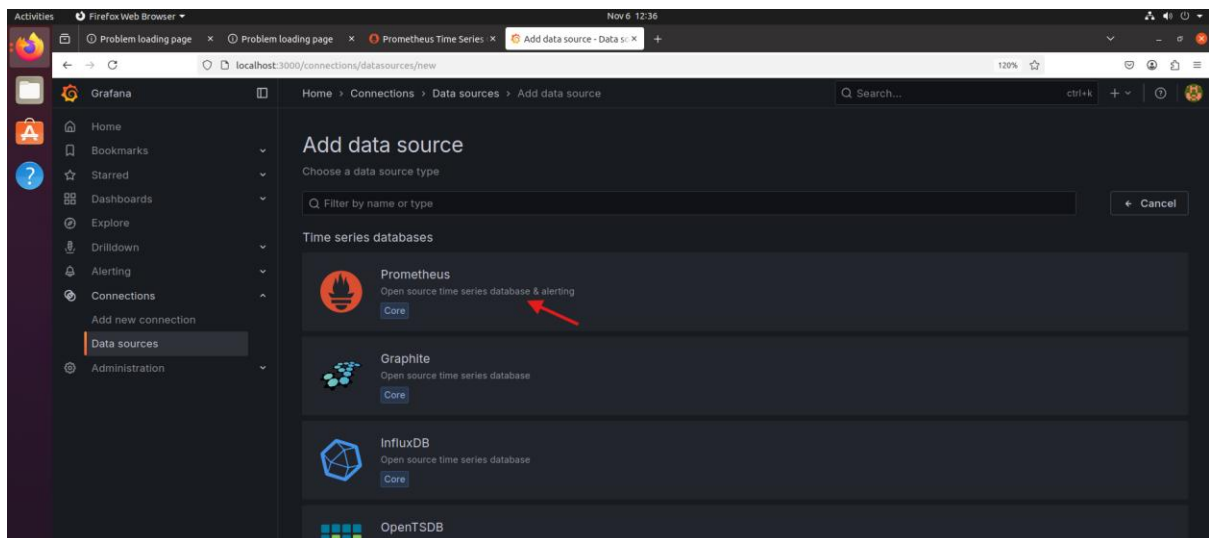 Activities
Firefox Web Browser
Nov 6 12:36
Problem loading page
Problem loading page
Prometheus Time Series
Add data source - Data so
localhost:3000/connections/datasources/new
120%
Grafana
Home › Connections › Data sources › Add data source
Search...
ctrl+k
Home
Bookmarks
Starred
Dashboards
Explore
Drilldown
Alerting
Connections
Add new connection
Data sources
Administration
Add data source
Choose a data source type
Filter by name or type
Cancel
Time series databases
Prometheus
Open source time series database & alerting
Core
Graphite
Open source time series database
Core
InfluxDB
Open source time series database
Core
OpenTSDB